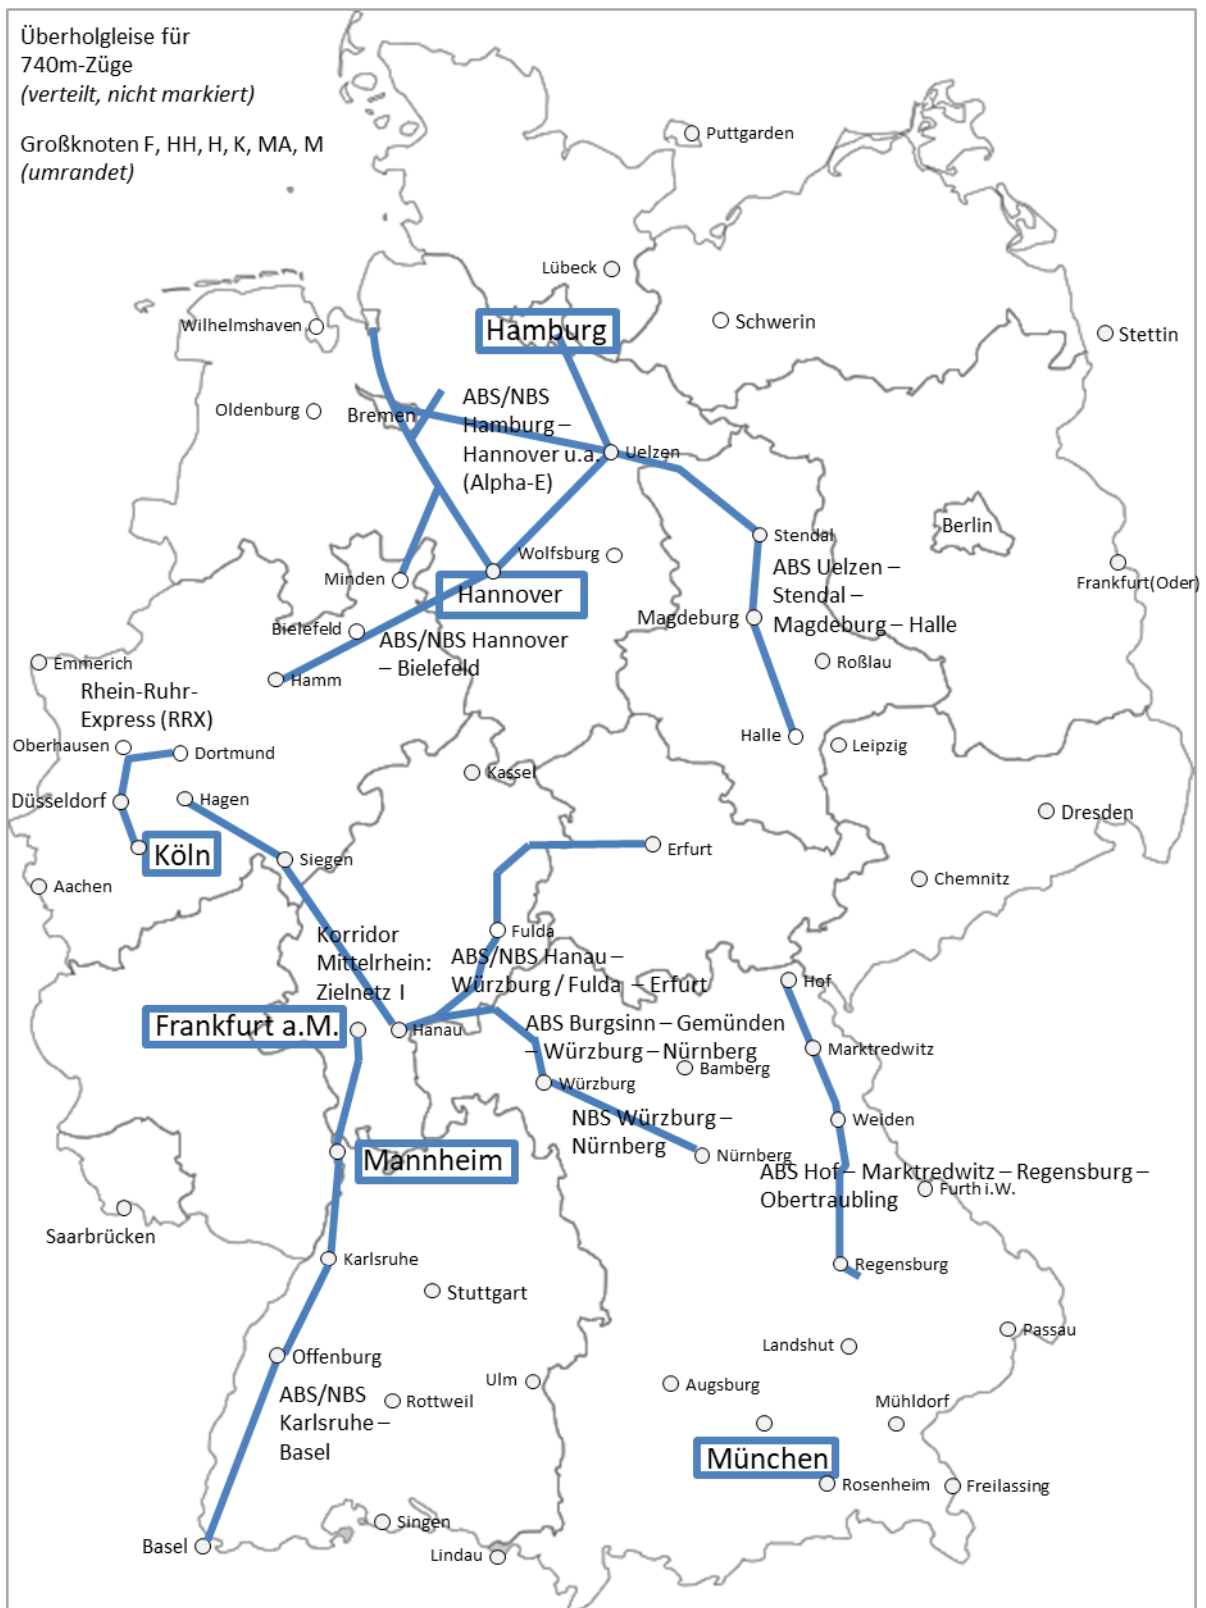 Überholgleise für
740m-Züge
(verteilt, nicht markiert)
Großknoten F, HH, H, K, MA, M
(umrandet)
Puttgarden
Lübeck
Wilhelmshaven
Hamburg
Schwerin
Stettin
Oldenburg
Bremen
ABS/NBS
Hamburg –
Hannover u.a.
(Alpha-E)
Uelzen
Berlin
Stendal
Wolfsburg
Minden
Hannover
Frankfurt(Oder)
ABS Uelzen –
Stendal –
Magdeburg – Halle
Magdeburg
Bielefeld
ABS/NBS Hannover
– Bielefeld
Emmerich
Hamm
Roßlau
Rhein-Ruhr-
Express (RRX)
Oberhausen
Dortmund
Halle
Leipzig
Kassel
Düsseldorf
Hagen
Dresden
Köln
Siegen
Erfurt
Aachen
Chemnitz
Fulda
Korridor
Mittelrhein:
Zielnetz I
ABS/NBS Hanau –
Würzburg / Fulda – Erfurt
Hof
Frankfurt a.M.
Hanau
ABS Burgsinn – Gemünden
– Würzburg – Nürnberg
Marktredwitz
Bamberg
Würzburg
NBS Würzburg –
Nürnberg
Weiden
Mannheim
Nürnberg
ABS Hof – Marktredwitz – Regensburg –
Obertraubling
Furth i.W.
Saarbrücken
Karlsruhe
Regensburg
Stuttgart
Passau
Landshut
Offenburg
Ulm
Augsburg
ABS/NBS
Karlsruhe –
Basel
Rottweil
Mühldorf
München
Rosenheim
Freilassing
Singen
Basel
Lindau